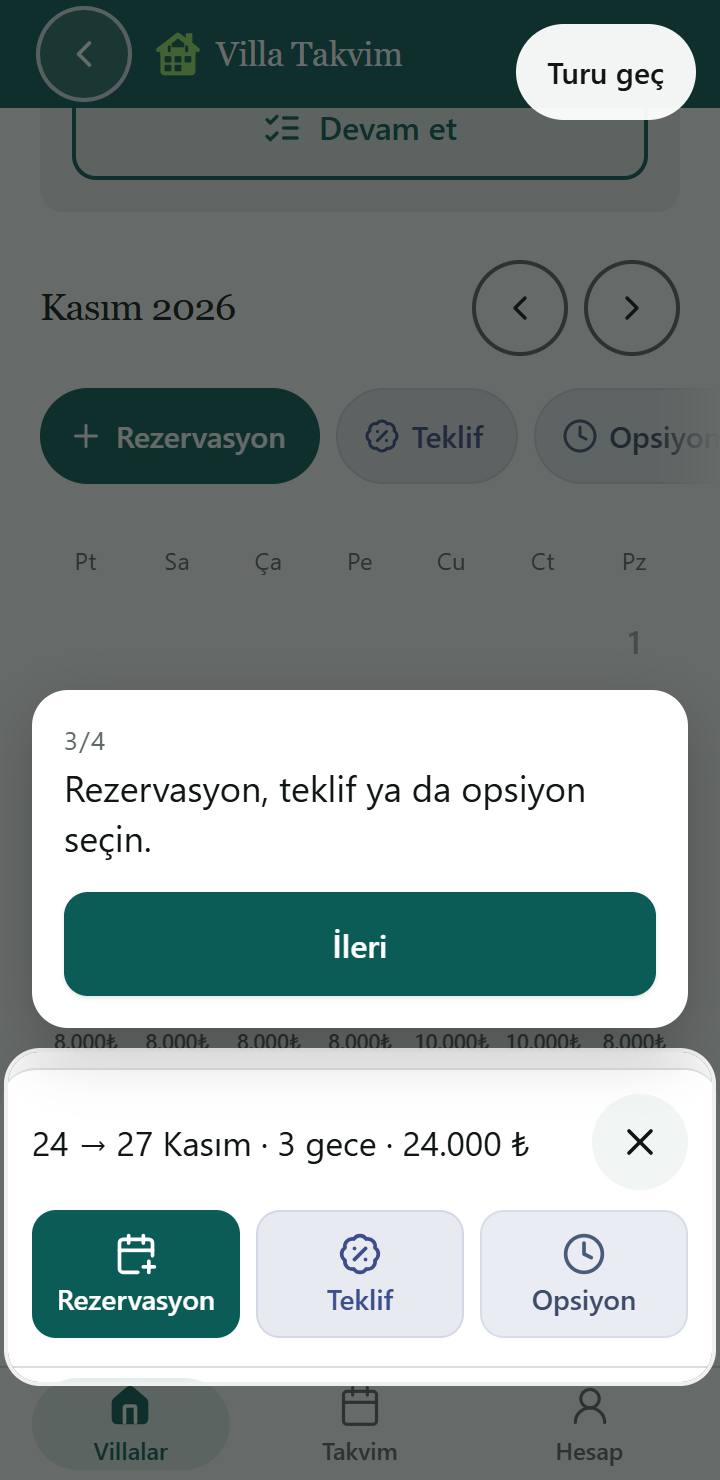 Villa Takvim
Turu geç
Devam et
Kasım 2026
Rezervasyon
Teklif
Opsiyon
Pt Sa Ça Pe Cu Ct Pz
1
3/4
Rezervasyon, teklif ya da opsiyon
seçin.
İleri
8.000₺ 8.000₺ 8.000₺ 8.000₺ 10.000₺ 10.000₺ 8.000₺
24 → 27 Kasım · 3 gece · 24.000 ₺
Rezervasyon
Teklif
Opsiyon
Villalar
Takvim
Hesap